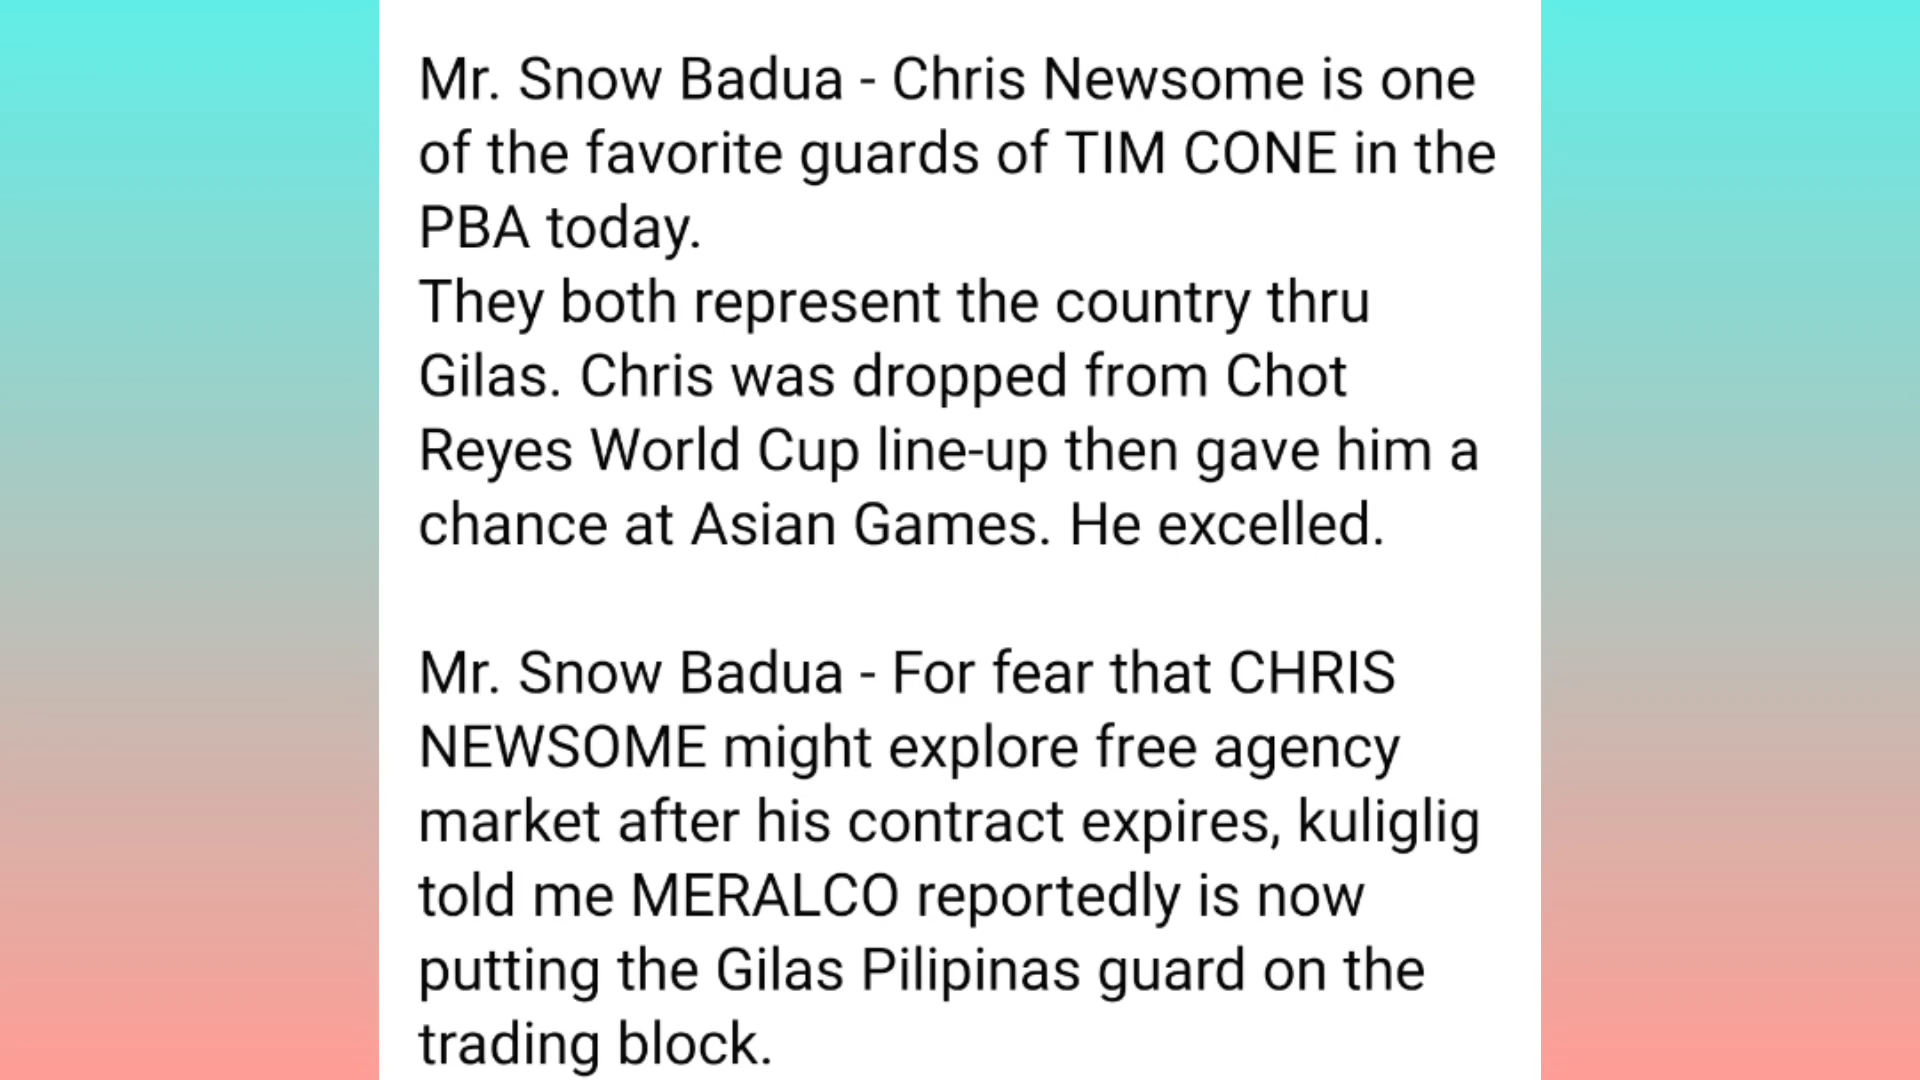 Mr. Snow Badua - Chris Newsome is one
of the favorite guards of TIM CONE in the
PBA today.
They both represent the country thru
Gilas. Chris was dropped from Chot
Reyes World Cup line-up then gave him a
chance at Asian Games. He excelled.
Mr. Snow Badua - For fear that CHRIS
NEWSOME might explore free agency
market after his contract expires, kuliglig
told me MERALCO reportedly is now
putting the Gilas Pilipinas guard on the
trading block.